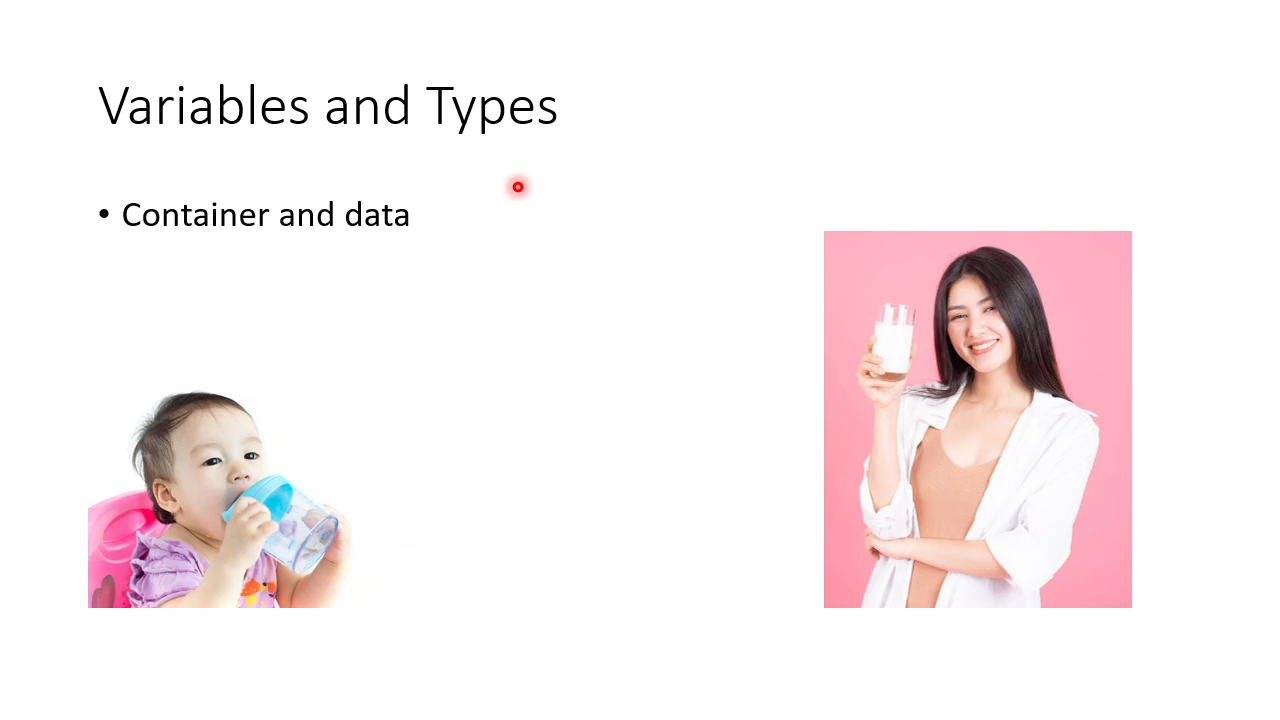 Variables and Types
• Container and data